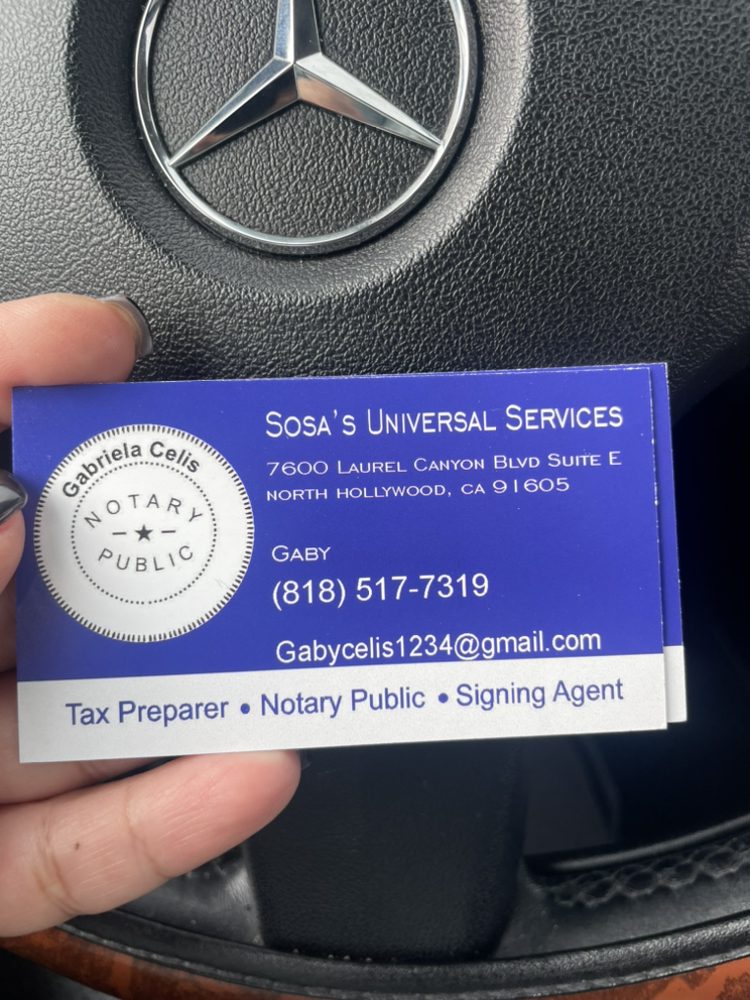 Gabriela Celis
NOTARY
PUBLIC
SOSA'S UNIVERSAL SERVICES
7600 LAUREL CANYON BLVD SUITE E
NORTH HOLLYWOOD, CA 91605
GABY
(818) 517-7319
Gabycelis1234@gmail.com
Tax Preparer • Notary Public • Signing Agent